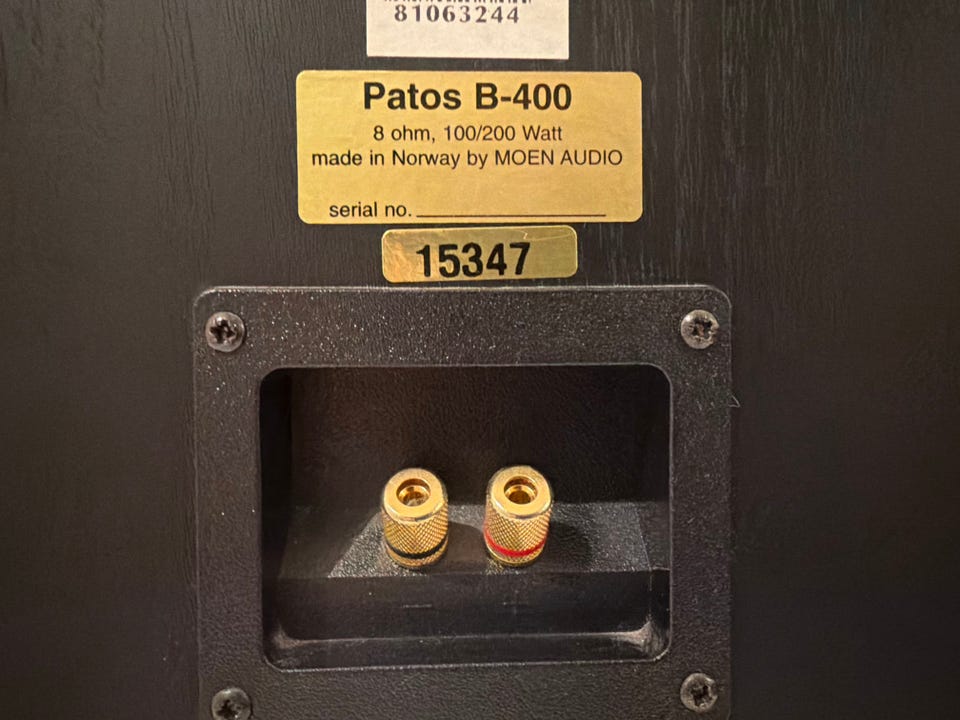 81063244
Patos B-400
8 ohm, 100/200 Watt
made in Norway by MOEN AUDIO
serial no.
15347